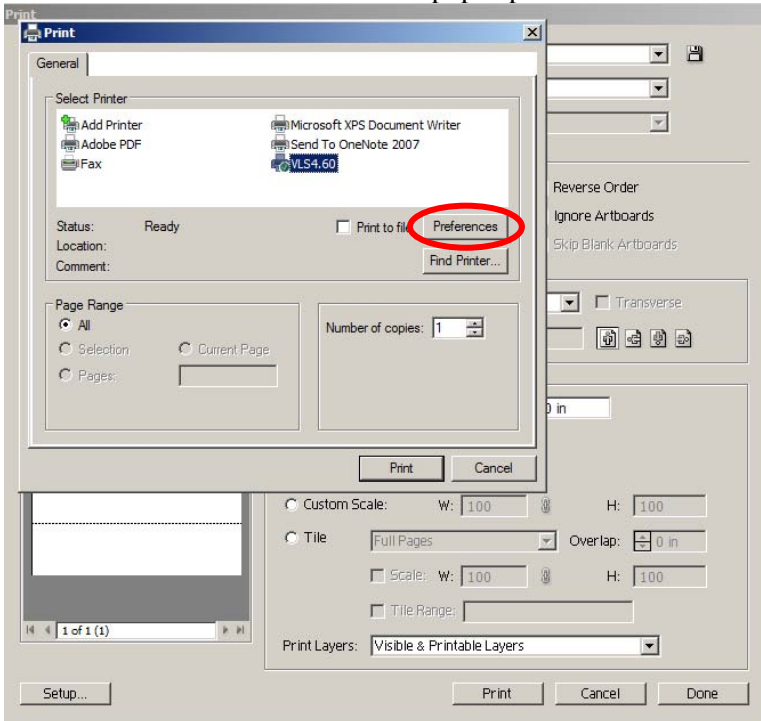 Print
Print
General
Select Printer
Add Printer
Microsoft XPS Document Writer
Adobe PDF
Send To OneNote 2007
Fax
VLS4.60
Status: Ready
Print to file
Preferences
Location:
Comment:
Find Printer...
Page Range
All
Selection
Current Page
Pages:
Number of copies: 1
Print
Cancel
Reverse Order
Ignore Artboards
Skip Blank Artboards
Transverse
0 in
Custom Scale: W: 100 H: 100
Tile Full Pages Overlap: 0 in
Scale: W: 100 H: 100
Tile Range:
1 of 1 (1)
Print Layers: Visible & Printable Layers
Setup...
Print
Cancel
Done